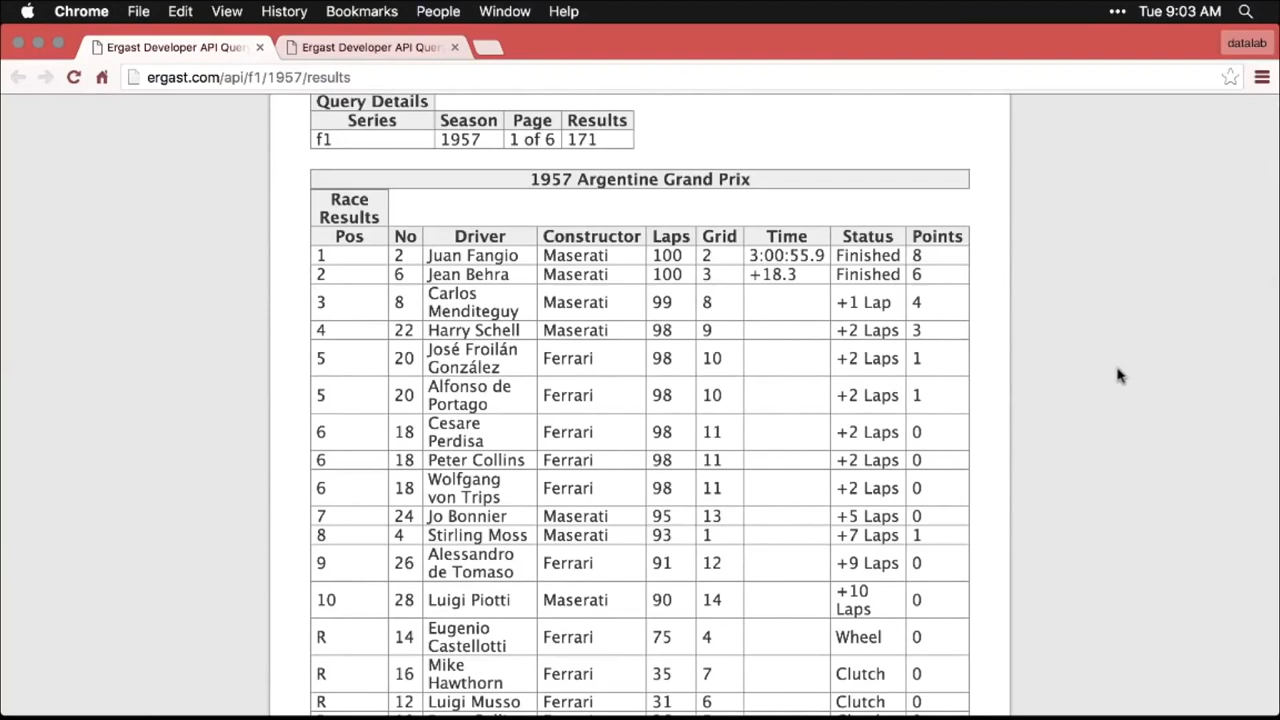 Chrome File Edit View History Bookmarks People Window Help ••• Tue 9:03 AM
Ergast Developer API Quer Ergast Developer API Quer datalab
ergast.com/api/f1/1957/results
Query Details
Series Season Page Results
f1 1957 1 of 6 171
1957 Argentine Grand Prix
Race
Results
Pos No Driver Constructor Laps Grid Time Status Points
1 2 Juan Fangio Maserati 100 2 3:00:55.9 Finished 8
2 6 Jean Behra Maserati 100 3 +18.3 Finished 6
3 8 Carlos Menditeguy Maserati 99 8 +1 Lap 4
4 22 Harry Schell Maserati 98 9 +2 Laps 3
5 20 José Froilán González Ferrari 98 10 +2 Laps 1
5 20 Alfonso de Portago Ferrari 98 10 +2 Laps 1
6 18 Cesare Perdisa Ferrari 98 11 +2 Laps 0
6 18 Peter Collins Ferrari 98 11 +2 Laps 0
6 18 Wolfgang von Trips Ferrari 98 11 +2 Laps 0
7 24 Jo Bonnier Maserati 95 13 +5 Laps 0
8 4 Stirling Moss Maserati 93 1 +7 Laps 1
9 26 Alessandro de Tomaso Ferrari 91 12 +9 Laps 0
10 28 Luigi Piotti Maserati 90 14 +10 Laps 0
R 14 Eugenio Castellotti Ferrari 75 4 Wheel 0
R 16 Mike Hawthorn Ferrari 35 7 Clutch 0
R 12 Luigi Musso Ferrari 31 6 Clutch 0